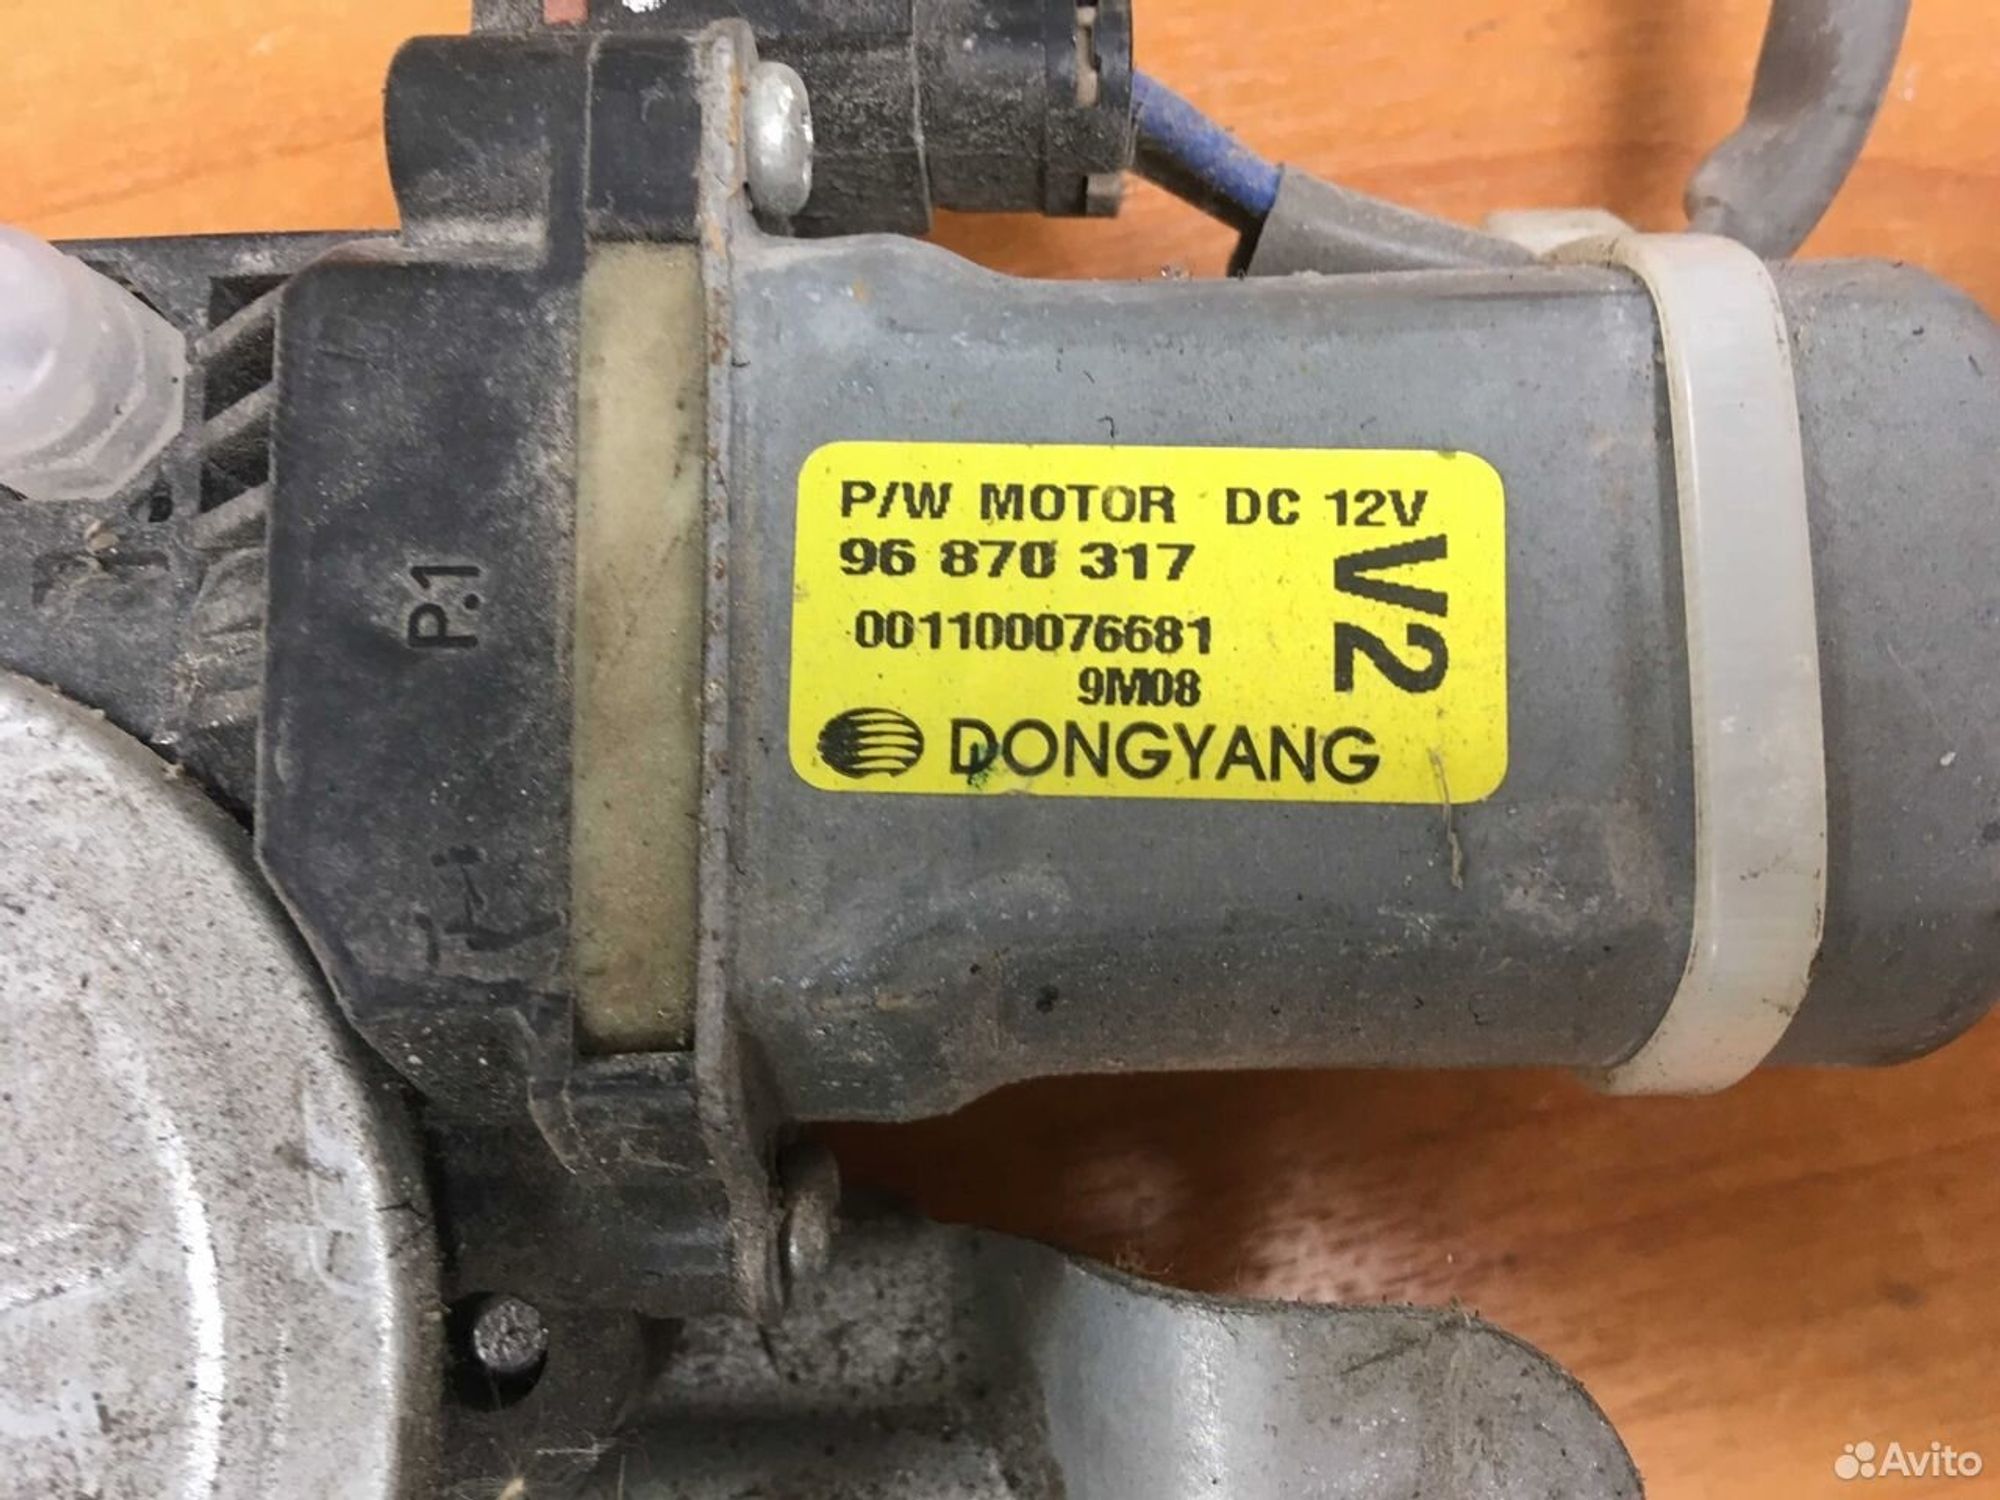 P/W MOTOR DC 12V
96 870 317
V2
001100076681
9M08
DONGYANG
P.1
Avito